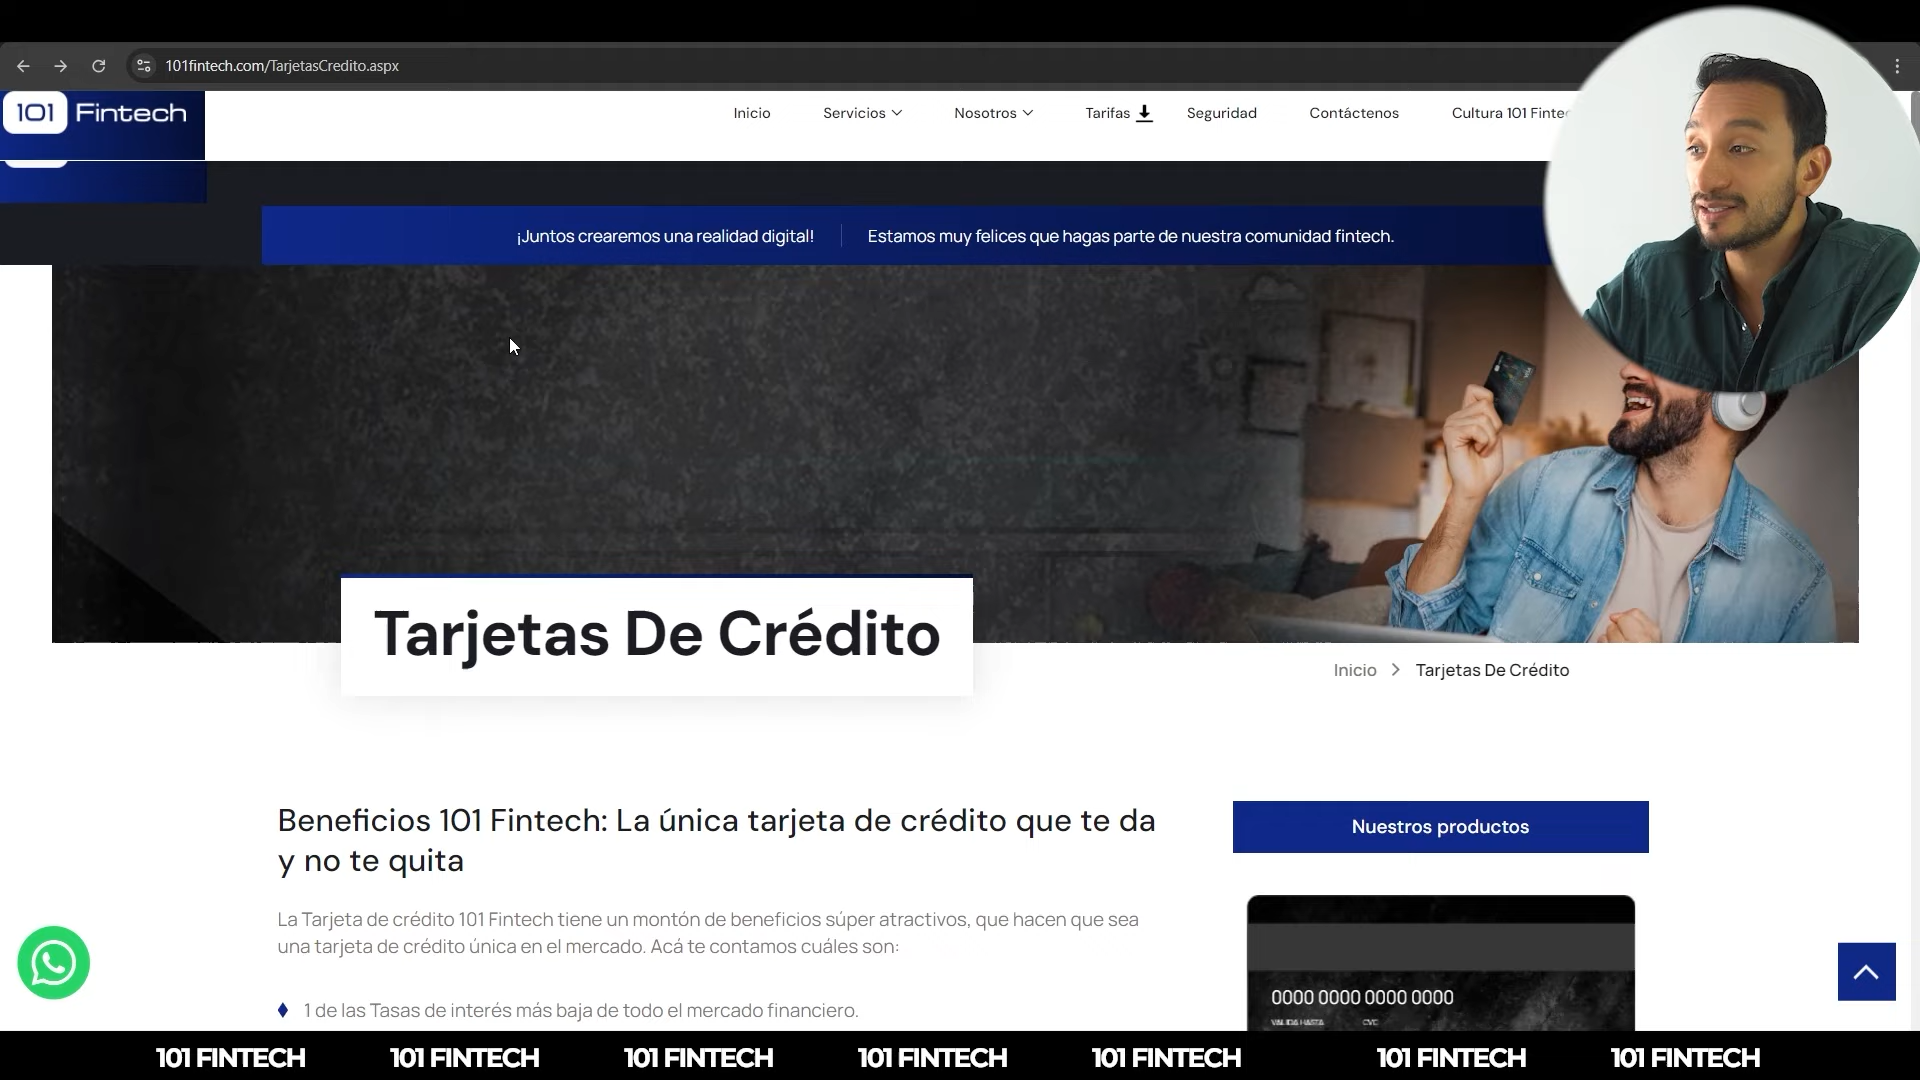 101fintech.com/TarjetasCredito.aspx
101 Fintech
Inicio Servicios Nosotros Tarifas Seguridad Contáctenos Cultura 101
¡Juntos crearemos una realidad digital! Estamos muy felices que hagas parte de nuestra comunidad fintech.
Tarjetas De Crédito
Inicio Tarjetas De Crédito
Beneficios 101 Fintech: La única tarjeta de crédito que te da
y no te quita
Nuestros productos
La Tarjeta de crédito 101 Fintech tiene un montón de beneficios súper atractivos, que hacen que sea
una tarjeta de crédito única en el mercado. Acá te contamos cuáles son:
1 de las Tasas de interés más baja de todo el mercado financiero.
0000 0000 0000 0000
VALIDA HASTA CVC
101 FINTECH 101 FINTECH 101 FINTECH 101 FINTECH 101 FINTECH 101 FINTECH 101 FINTECH